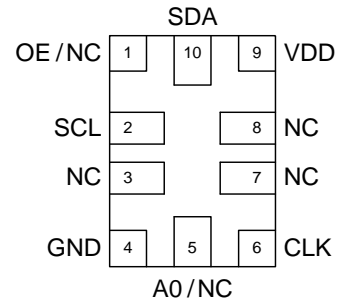 SDA
OE/NC 1 10 9 VDD
SCL 2 8 NC
NC 3 7 NC
GND 4 5 6 CLK
A0/NC